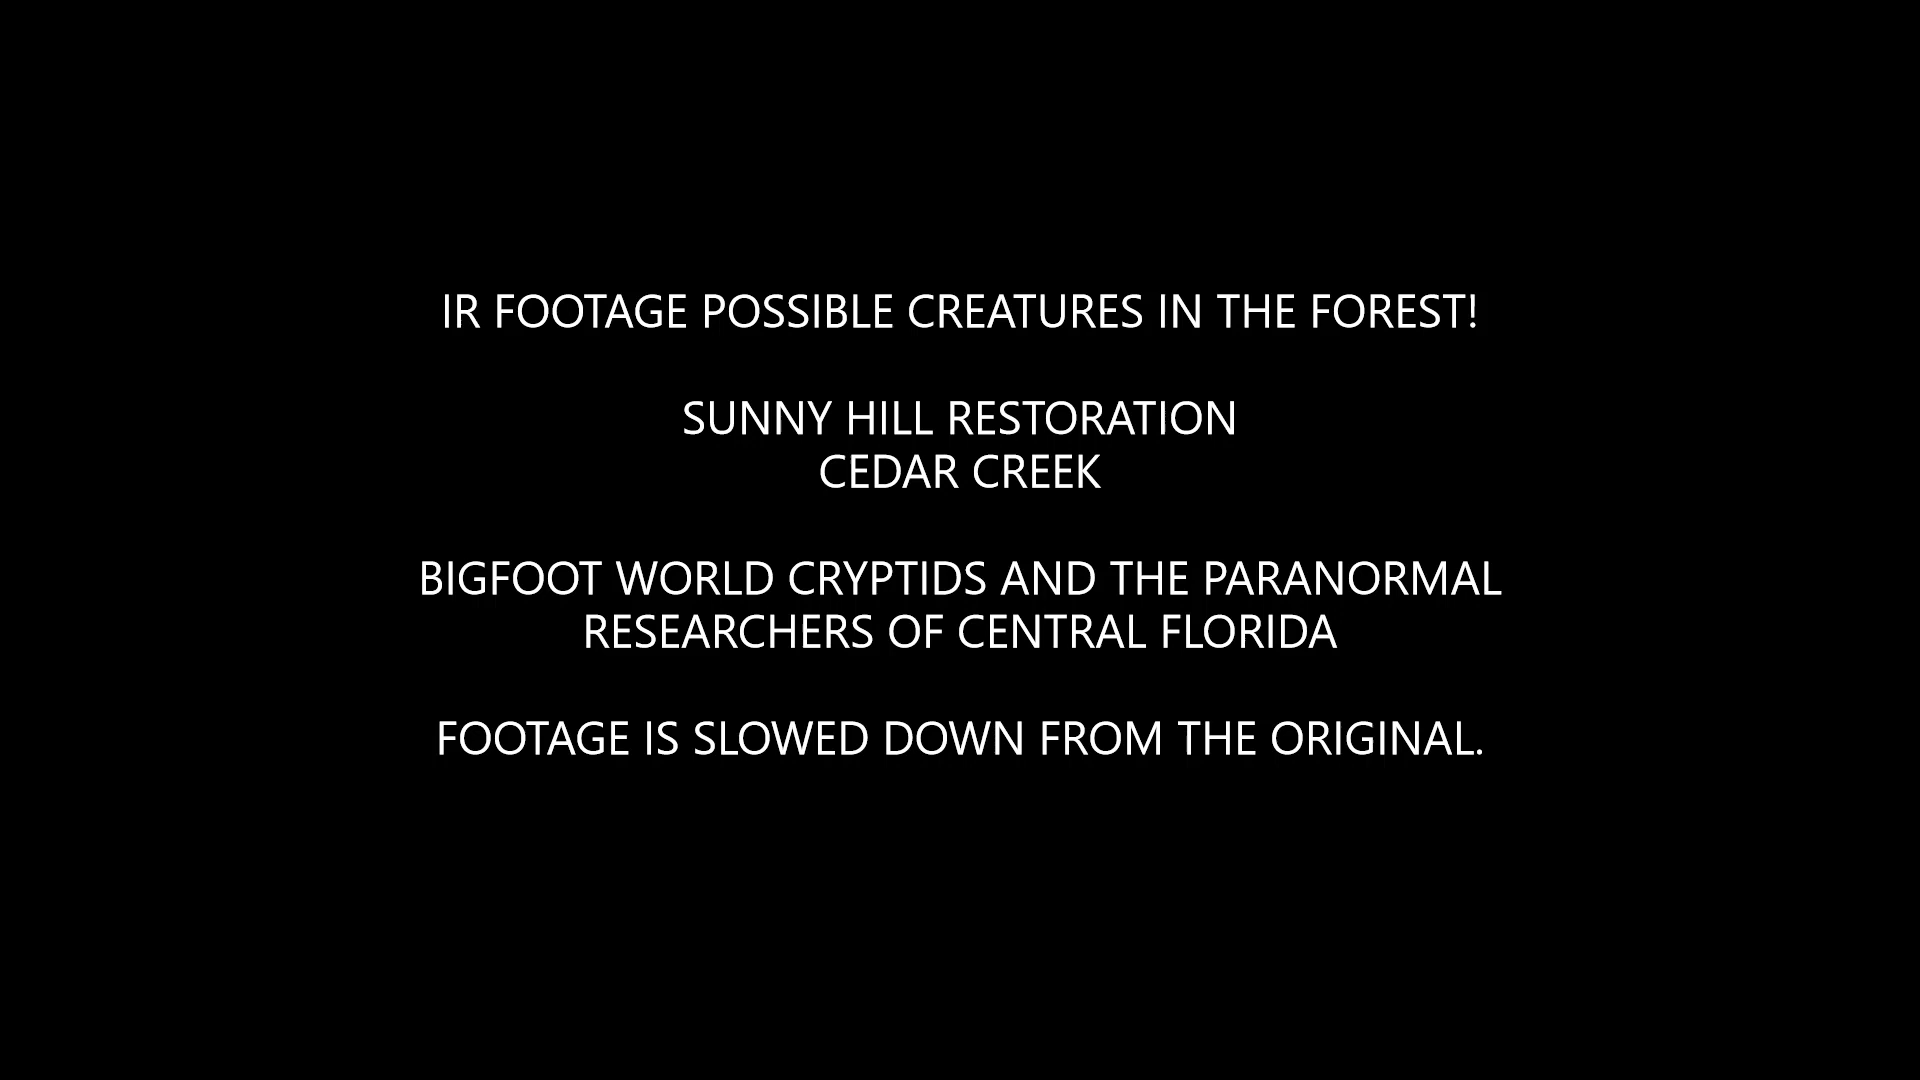 IR FOOTAGE POSSIBLE CREATURES IN THE FOREST!
SUNNY HILL RESTORATION
CEDAR CREEK
BIGFOOT WORLD CRYPTIDS AND THE PARANORMAL
RESEARCHERS OF CENTRAL FLORIDA
FOOTAGE IS SLOWED DOWN FROM THE ORIGINAL.